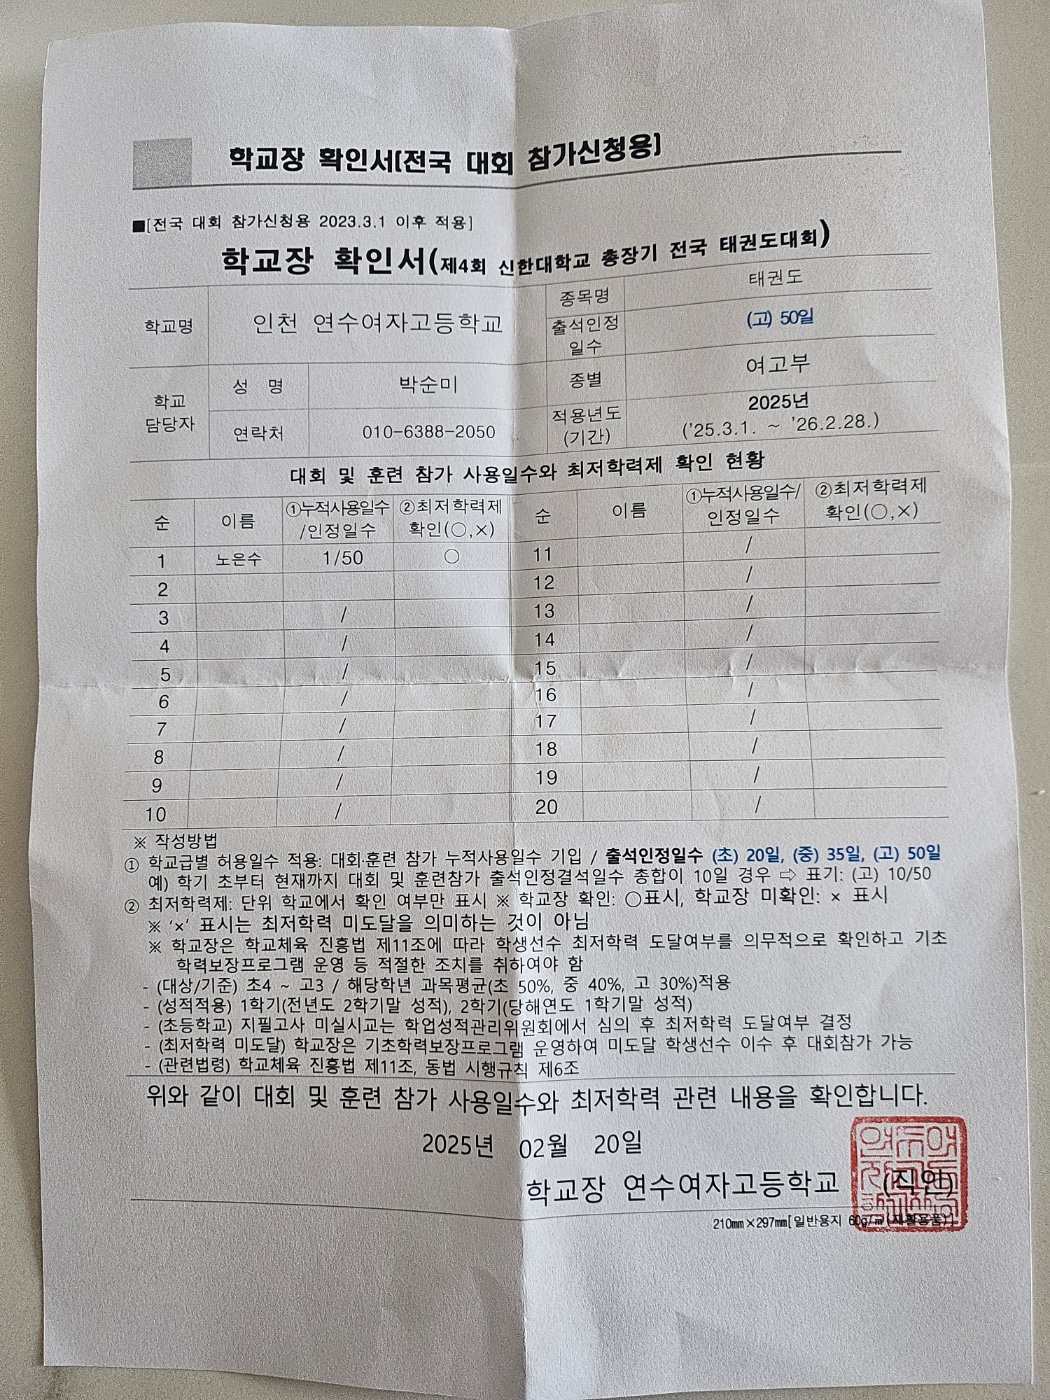 학교장 확인서[전국 대회 참가신청용]
■[전국 대회 참가신청용 2023.3.1 이후 적용]
학교장 확인서(제4회 신한대학교 총장기 전국 태권도대회)
학교명 인천 연수여자고등학교 종목명 태권도
출석인정 일수 (고) 50일
학교 담당자 성 명 박순미 종별 여고부
연락처 010-6388-2050 적용년도 (기간) 2025년 ('25.3.1. ~ '26.2.28.)
대회 및 훈련 참가 사용일수와 최저학력제 확인 현황
순 이름 ①누적사용일수/인정일수 ②최저학력제 확인(○,×) 순 이름 ①누적사용일수/인정일수 ②최저학력제 확인(○,×)
1 노은수 1/50 ○ 11 /
2 12 /
3 / 13 /
4 / 14 /
5 / 15 /
6 / 16 /
7 / 17 /
8 / 18 /
9 / 19 /
10 / 20 /
※ 작성방법
① 학교급별 허용일수 적용: 대회·훈련 참가 누적사용일수 기입 / 출석인정일수 (초) 20일, (중) 35일, (고) 50일
예) 학기 초부터 현재까지 대회 및 훈련참가 출석인정결석일수 총합이 10일 경우 ⇨ 표기: (고) 10/50
② 최저학력제: 단위 학교에서 확인 여부만 표시 ※ 학교장 확인: ○표시, 학교장 미확인: × 표시
※ '×' 표시는 최저학력 미도달을 의미하는 것이 아님
※ 학교장은 학교체육 진흥법 제11조에 따라 학생선수 최저학력 도달여부를 의무적으로 확인하고 기초
학력보장프로그램 운영 등 적절한 조치를 취하여야 함
- (대상/기준) 초4 ~ 고3 / 해당학년 과목평균(초 50%, 중 40%, 고 30%)적용
- (성적적용) 1학기(전년도 2학기말 성적), 2학기(당해연도 1학기말 성적)
- (초등학교) 지필고사 미실시교는 학업성적관리위원회에서 심의 후 최저학력 도달여부 결정
- (최저학력 미도달) 학교장은 기초학력보장프로그램 운영하여 미도달 학생선수 이수 후 대회참가 가능
- (관련법령) 학교체육 진흥법 제11조, 동법 시행규칙 제6조
위와 같이 대회 및 훈련 참가 사용일수와 최저학력 관련 내용을 확인합니다.
2025년 02월 20일
학교장 연수여자고등학교 (직인)
210㎜×297㎜[일반용지 60g/㎡(재활용품)]